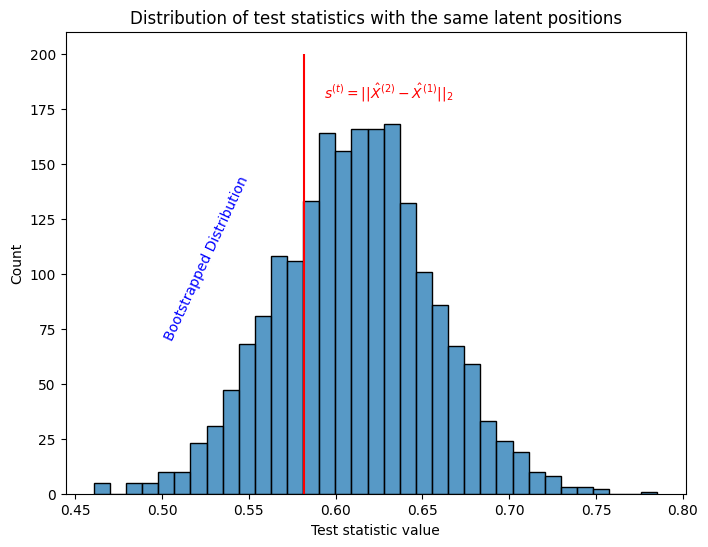 Distribution of test statistics with the same latent positions
200
175
150
125
100
75
50
25
0
Count
s^{(t)} = ||X̂^{(2)} − X̂^{(1)}||_2
Bootstrapped Distribution
0.45 0.50 0.55 0.60 0.65 0.70 0.75 0.80
Test statistic value